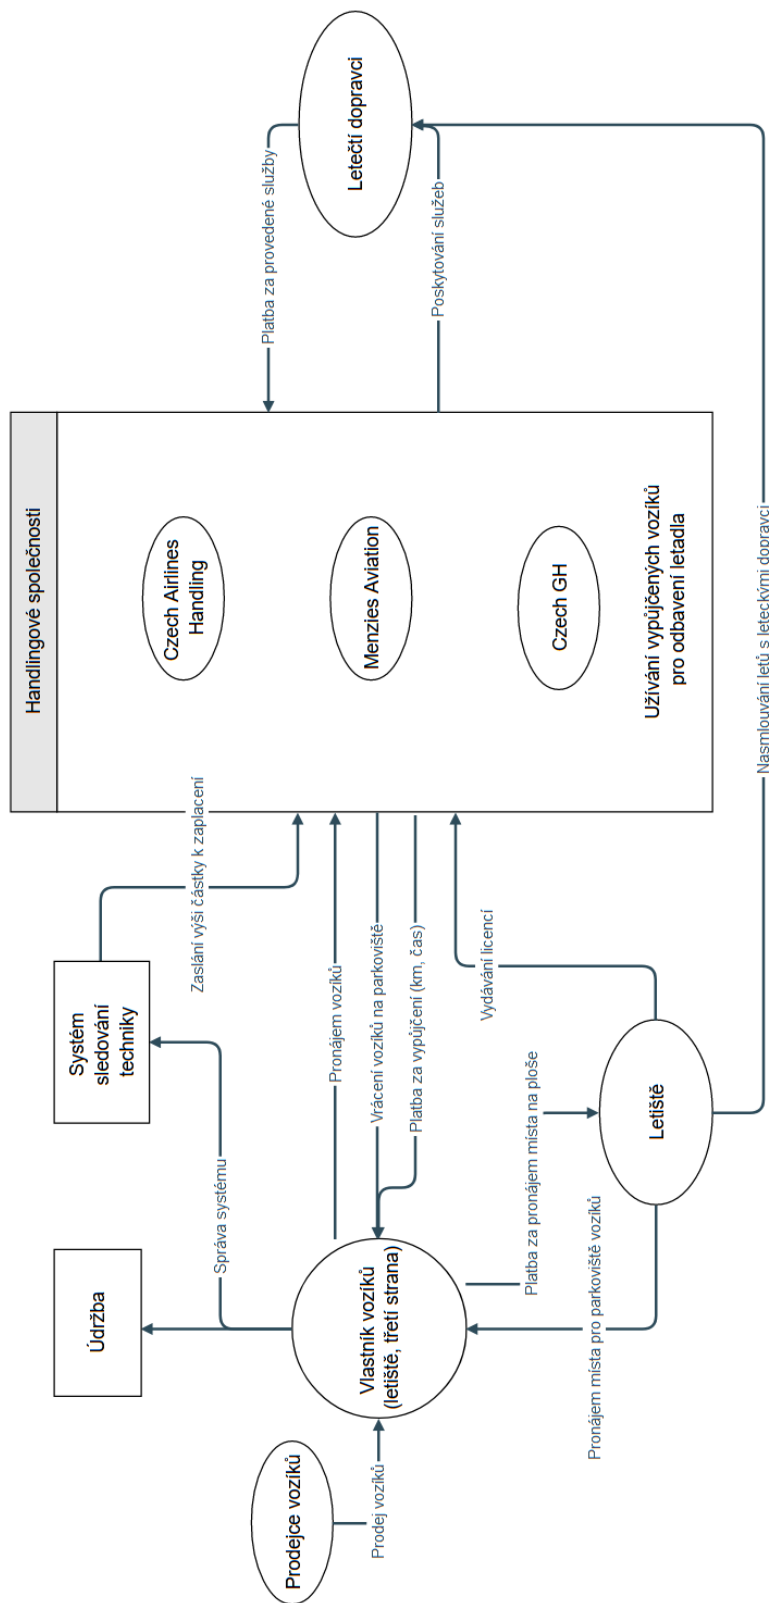 Handlingové společnosti
Údržba
Systém
sledování
techniky
Zaslání výši částky k zaplacení
Czech Airlines
Handling
Správa systému
Prodejce vozíků
Prodej vozíků
Vlastník vozíků
(letiště, třetí strana)
Pronájem vozíků
Vrácení vozíků na parkoviště
Platba za vypůjčení (km, čas)
Menzies Aviation
Platba za provedené služby
Letečtí dopravci
Poskytování služeb
Vydávání licencí
Czech GH
Platba za pronájem místa na ploše
Užívání vypůjčených vozíků
pro odbavení letadla
Pronájem místa pro parkoviště vozíků
Letiště
Nasmlouvání letů s leteckými dopravci